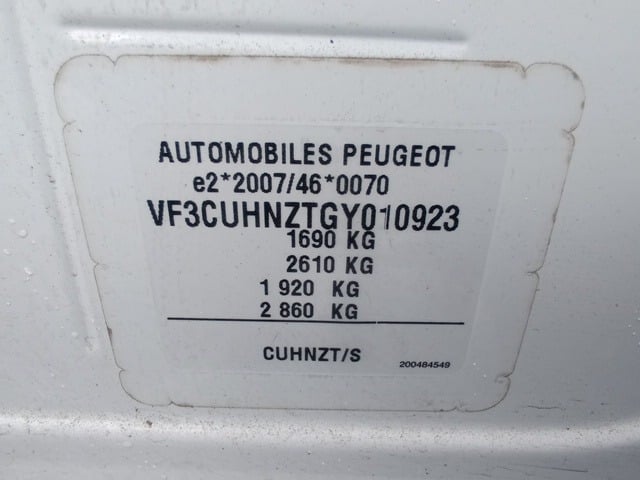 AUTOMOBILES PEUGEOT
e2*2007/46*0070
VF3CUHNZTGY010923
1690 KG
2610 KG
1 920 KG
2 860 KG
CUHNZT/S
200484549